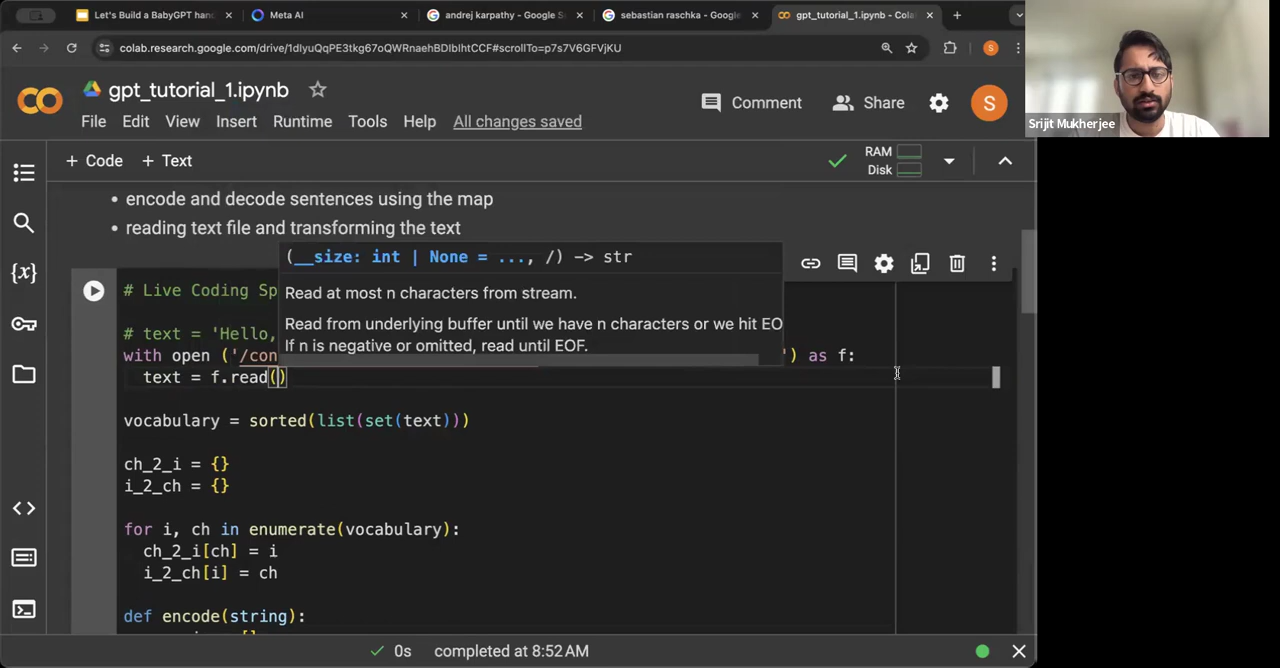 Let's Build a BabyGPT han
Meta AI
andrej karpathy - Google S
sebastian raschka - Google
gpt_tutorial_1.ipynb - Colab
colab.research.google.com/drive/1dIyuQqPE3tkg67oQWRnaehBDIbIhtCCF#scrollTo=p7s7V6GFVjKU
CO
gpt_tutorial_1.ipynb
Comment
Share
S
File Edit View Insert Runtime Tools Help All changes saved
+ Code + Text
RAM
Disk
Srijit Mukherjee
• encode and decode sentences using the map
• reading text file and transforming the text
(__size: int | None = ..., /) -> str
Read at most n characters from stream.
Read from underlying buffer until we have n characters or we hit EO
If n is negative or omitted, read until EOF.
# Live Coding Sp
# text = 'Hello,
with open ('/con ') as f:
text = f.read()
vocabulary = sorted(list(set(text)))
ch_2_i = {}
i_2_ch = {}
for i, ch in enumerate(vocabulary):
ch_2_i[ch] = i
i_2_ch[i] = ch
def encode(string):
0s completed at 8:52 AM